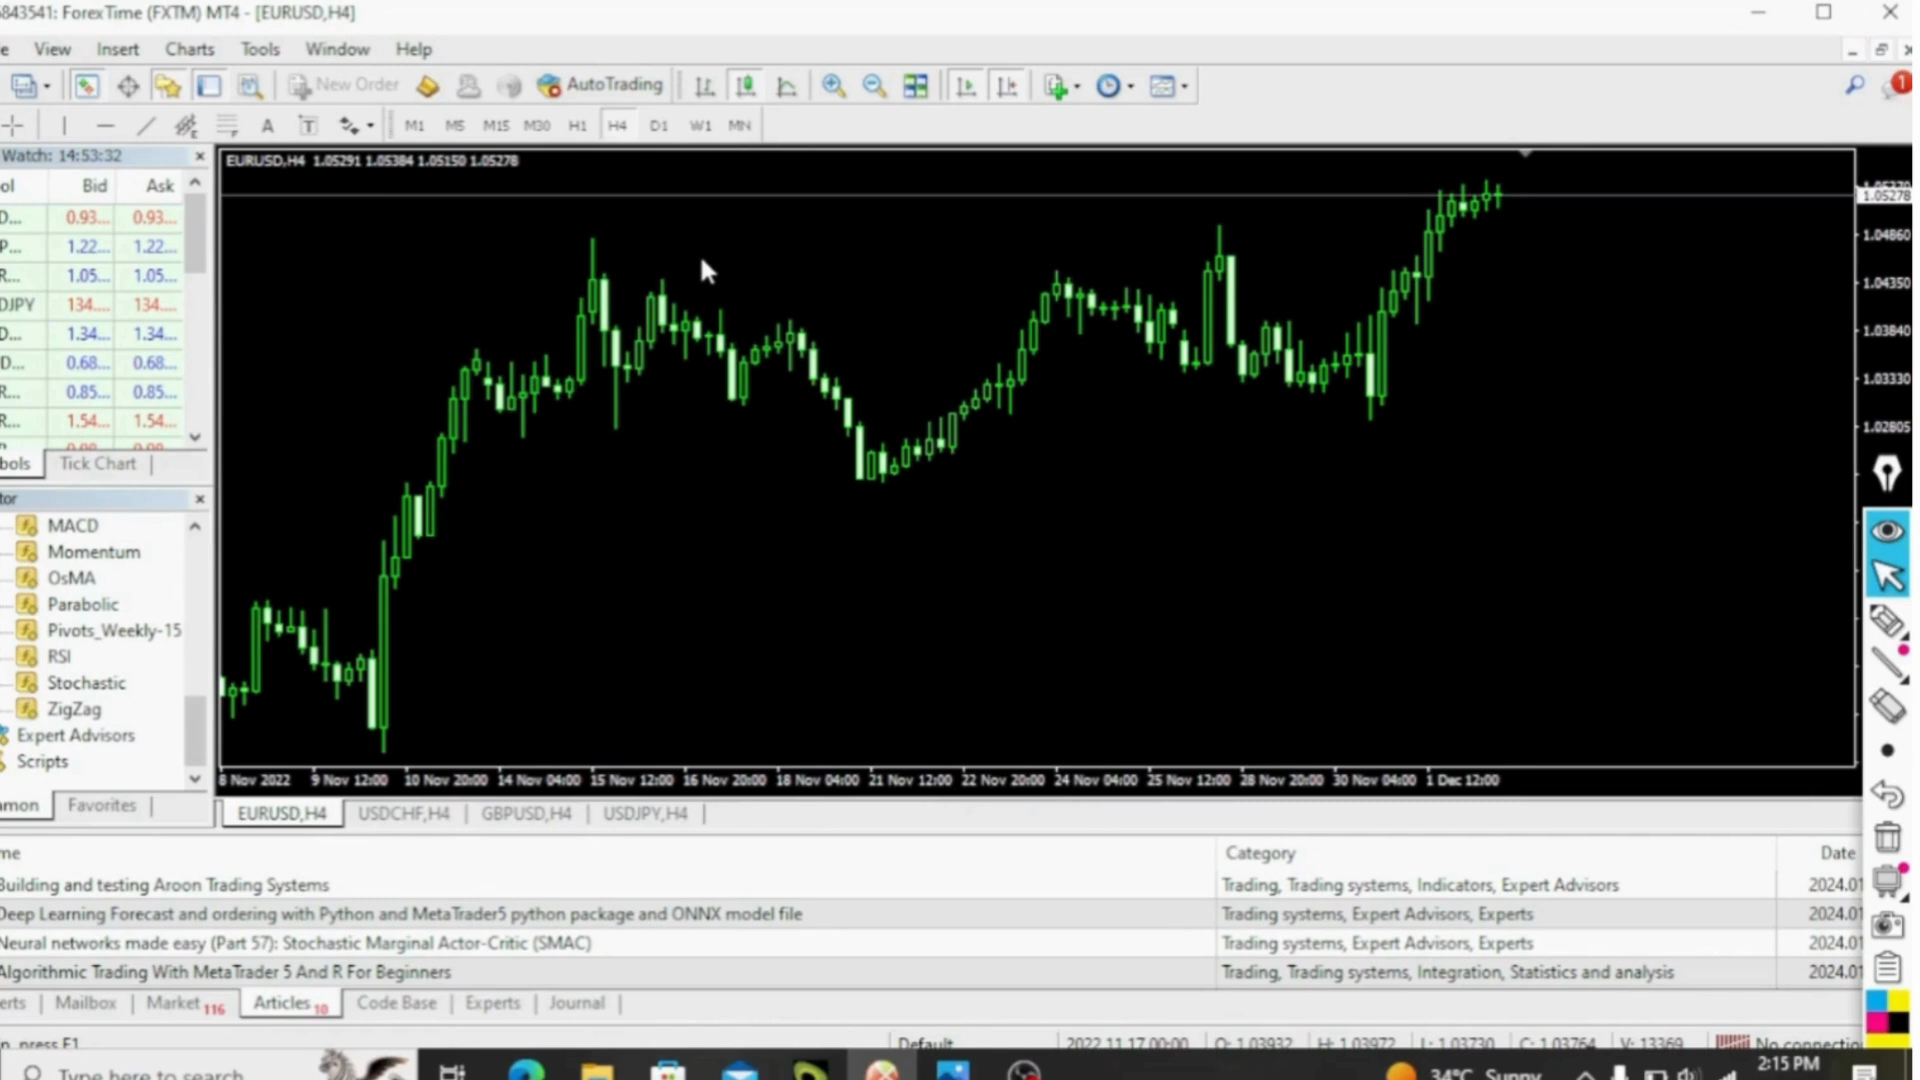 5843541: ForexTime (FXTM) MT4 - [EURUSD,H4]
e View Insert Charts Tools Window Help
New Order AutoTrading 1
A T M1 M5 M15 M30 H1 H4 D1 W1 MN
Watch: 14:53:32
ol Bid Ask
D... 0.93... 0.93...
P... 1.22... 1.22...
R... 1.05... 1.05...
DJPY 134.... 134....
D... 1.34... 1.34...
D... 0.68... 0.68...
R... 0.85... 0.85...
R... 1.54... 1.54...
bols Tick Chart
tor
MACD
Momentum
OsMA
Parabolic
Pivots_Weekly-15
RSI
Stochastic
ZigZag
Expert Advisors
Scripts
mmon Favorites
EURUSD,H4 1.05291 1.05384 1.05150 1.05278
1.05278
1.04860
1.04350
1.03840
1.03330
1.02805
8 Nov 2022 9 Nov 12:00 10 Nov 20:00 14 Nov 04:00 15 Nov 12:00 16 Nov 20:00 18 Nov 04:00 21 Nov 12:00 22 Nov 20:00 24 Nov 04:00 25 Nov 12:00 28 Nov 20:00 30 Nov 04:00 1 Dec 12:00
EURUSD,H4 USDCHF,H4 GBPUSD,H4 USDJPY,H4
me Category Date
Building and testing Aroon Trading Systems Trading, Trading systems, Indicators, Expert Advisors 2024.01
Deep Learning Forecast and ordering with Python and MetaTrader5 python package and ONNX model file Trading systems, Expert Advisors, Experts 2024.01
Neural networks made easy (Part 57): Stochastic Marginal Actor-Critic (SMAC) Trading systems, Expert Advisors, Experts 2024.01
Algorithmic Trading With MetaTrader 5 And R For Beginners Trading, Trading systems, Integration, Statistics and analysis 2024.01
erts Mailbox Market 116 Articles 10 Code Base Experts Journal
p, press F1 Default 2022.11.17 00:00 O: 1.03932 H: 1.03972 L: 1.03730 C: 1.03764 V: 13369 No connection
Type here to search 34°C Sunny 2:15 PM